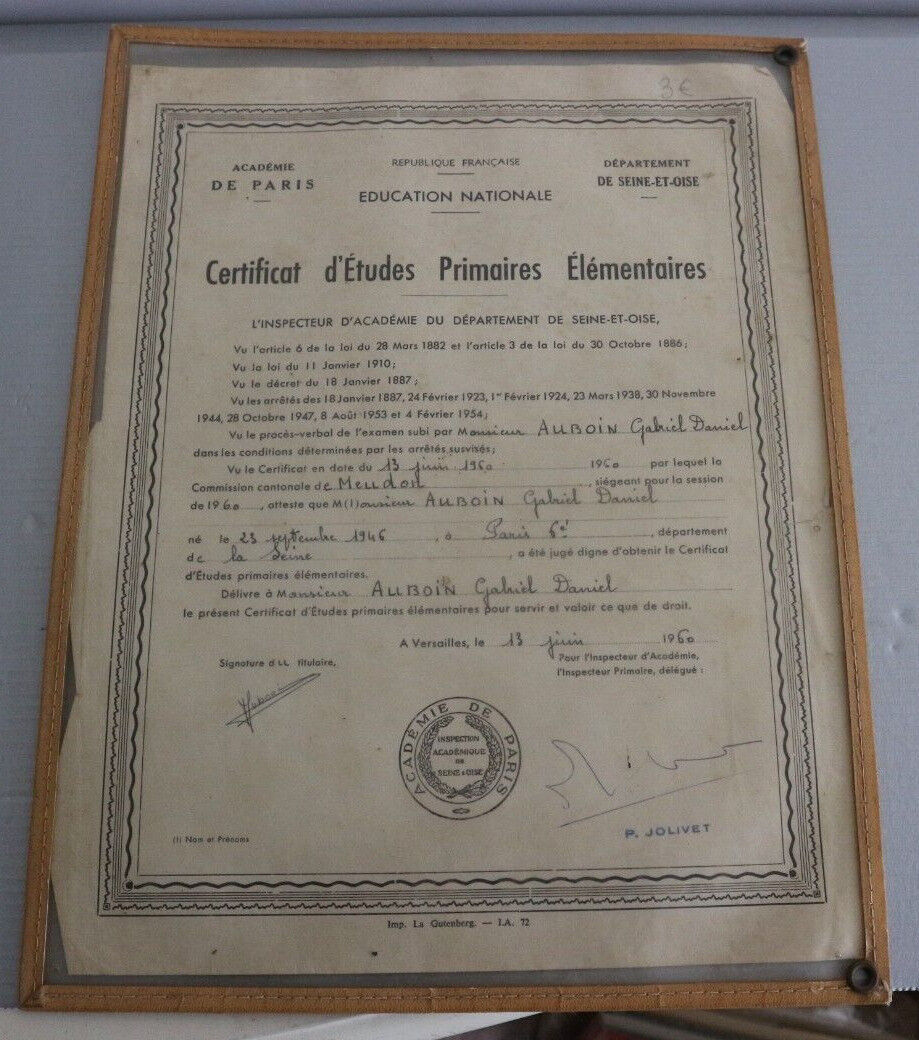 3€
ACADÉMIE
DE PARIS
REPUBLIQUE FRANÇAISE
EDUCATION NATIONALE
DÉPARTEMENT
DE SEINE-ET-OISE
Certificat d'Études Primaires Élémentaires
L'INSPECTEUR D'ACADÉMIE DU DÉPARTEMENT DE SEINE-ET-OISE,
Vu l'article 6 de la loi du 28 Mars 1882 et l'article 3 de la loi du 30 Octobre 1886;
Vu la loi du 11 Janvier 1910;
Vu le décret du 18 Janvier 1887;
Vu les arrêtés des 18 Janvier 1887, 24 Février 1923, 1er Février 1924, 23 Mars 1938, 30 Novembre
1944, 28 Octobre 1947, 8 Août 1953 et 4 Février 1954;
Vu le procès-verbal de l'examen subi par Monsieur AUBOIN Gabriel Daniel
dans les conditions déterminées par les arrêtés susvisés;
Vu le Certificat en date du 13 juin 1960 1960 par lequel la
Commission cantonale de Meudon, siégeant pour la session
de 1960, atteste que M(1)onsieur AUBOIN Gabriel Daniel
né le 23 septembre 1946, à Paris 6e, département
de la Seine, a été jugé digne d'obtenir le Certificat
d'Études primaires élémentaires.
Délivre à Monsieur AUBOIN Gabriel Daniel
le présent Certificat d'Études primaires élémentaires pour servir et valoir ce que de droit.
A Versailles, le 13 juin 1960
Signature du titulaire,
Pour l'Inspecteur d'Académie,
l'Inspecteur Primaire, délégué :
ACADÉMIE DE PARIS
INSPECTION
ACADÉMIQUE
DE
SEINE & OISE
P. JOLIVET
(1) Nom et Prénoms
Imp. La Gutenberg. — I.A. 72